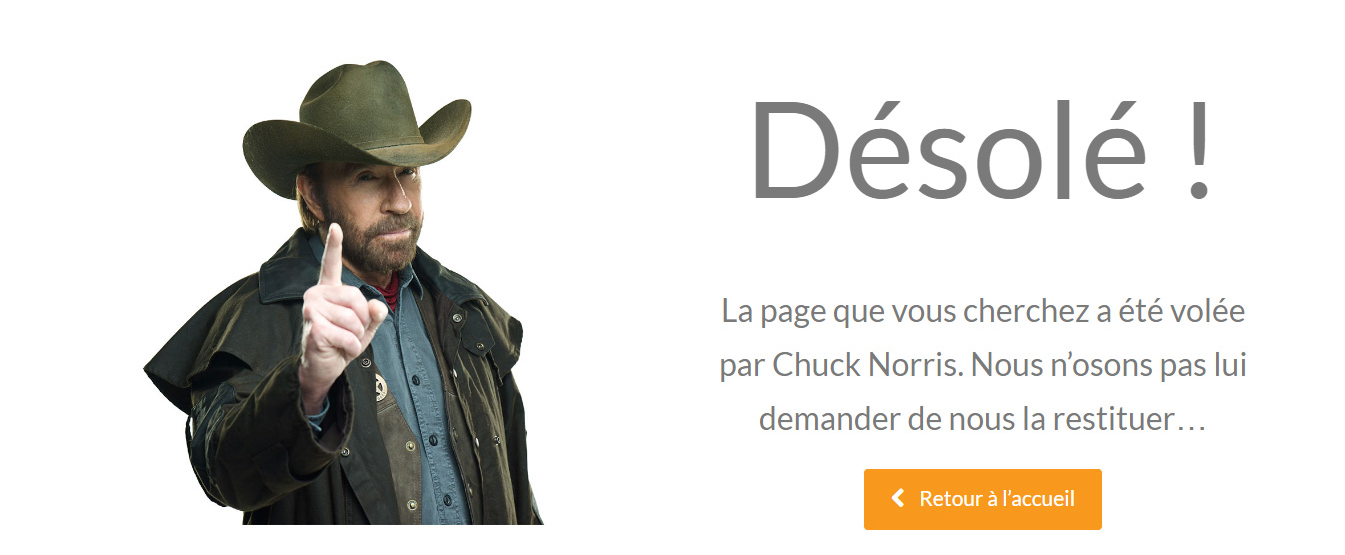 Désolé !
La page que vous cherchez a été volée
par Chuck Norris. Nous n’osons pas lui
demander de nous la restituer…
Retour à l’accueil